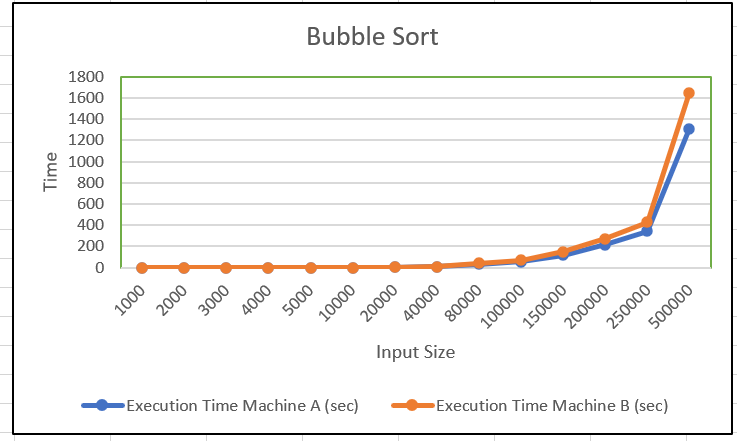 Bubble Sort
1800
1600
1400
1200
1000
800
600
400
200
0
Time
1000 2000 3000 4000 5000 10000 20000 40000 80000 100000 150000 200000 250000 500000
Input Size
Execution Time Machine A (sec) Execution Time Machine B (sec)